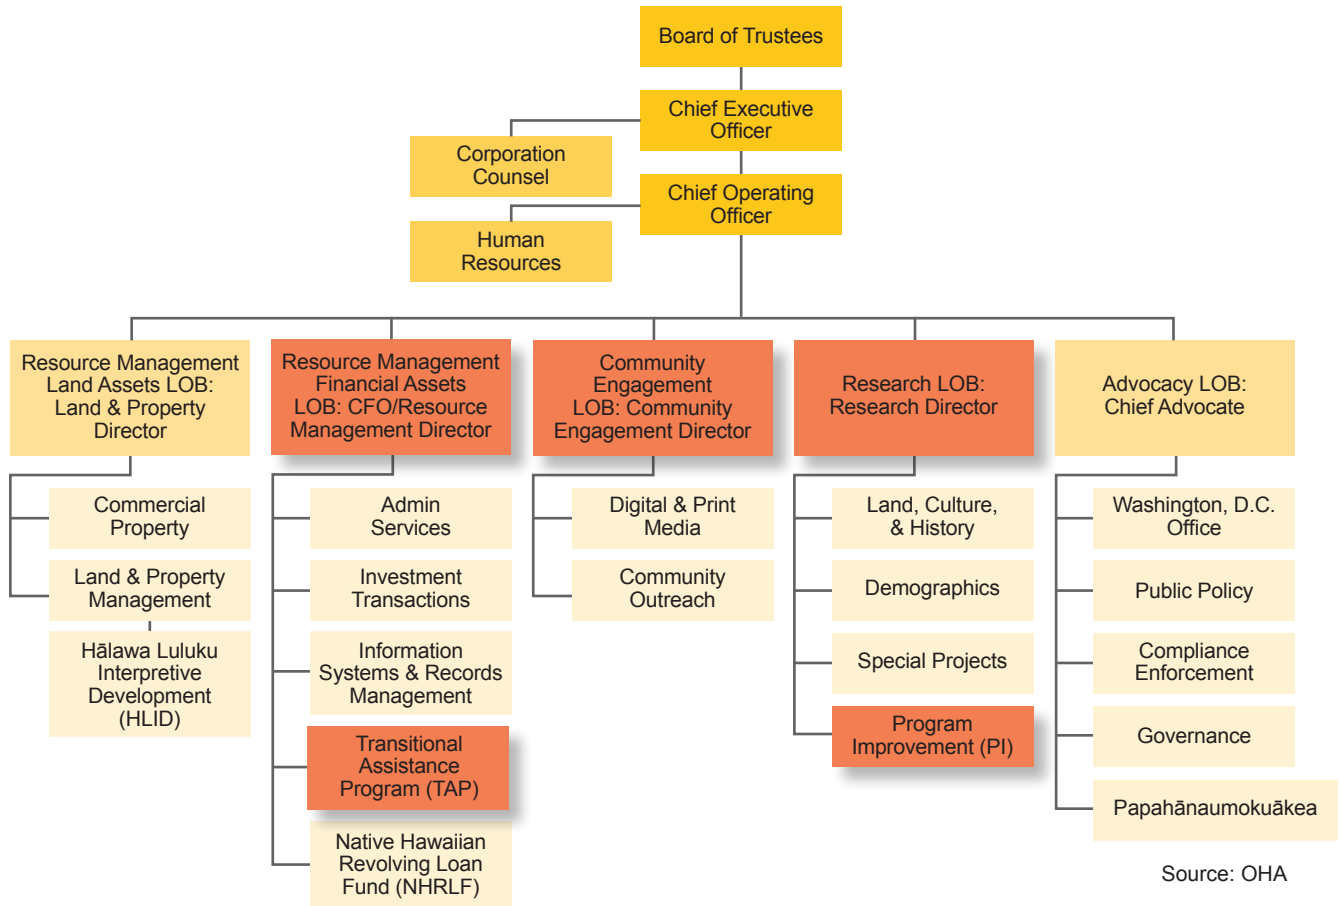 Board of Trustees
Chief Executive
Officer
Corporation
Counsel
Chief Operating
Officer
Human
Resources
Resource Management
Land Assets LOB:
Land & Property
Director
Commercial
Property
Land & Property
Management
Hālawa Luluku
Interpretive
Development
(HLID)
Resource Management
Financial Assets
LOB: CFO/Resource
Management Director
Admin
Services
Investment
Transactions
Information
Systems & Records
Management
Transitional
Assistance
Program (TAP)
Native Hawaiian
Revolving Loan
Fund (NHRLF)
Community
Engagement
LOB: Community
Engagement Director
Digital & Print
Media
Community
Outreach
Research LOB:
Research Director
Land, Culture,
& History
Demographics
Special Projects
Program
Improvement (PI)
Advocacy LOB:
Chief Advocate
Washington, D.C.
Office
Public Policy
Compliance
Enforcement
Governance
Papahānaumokuākea
Source: OHA